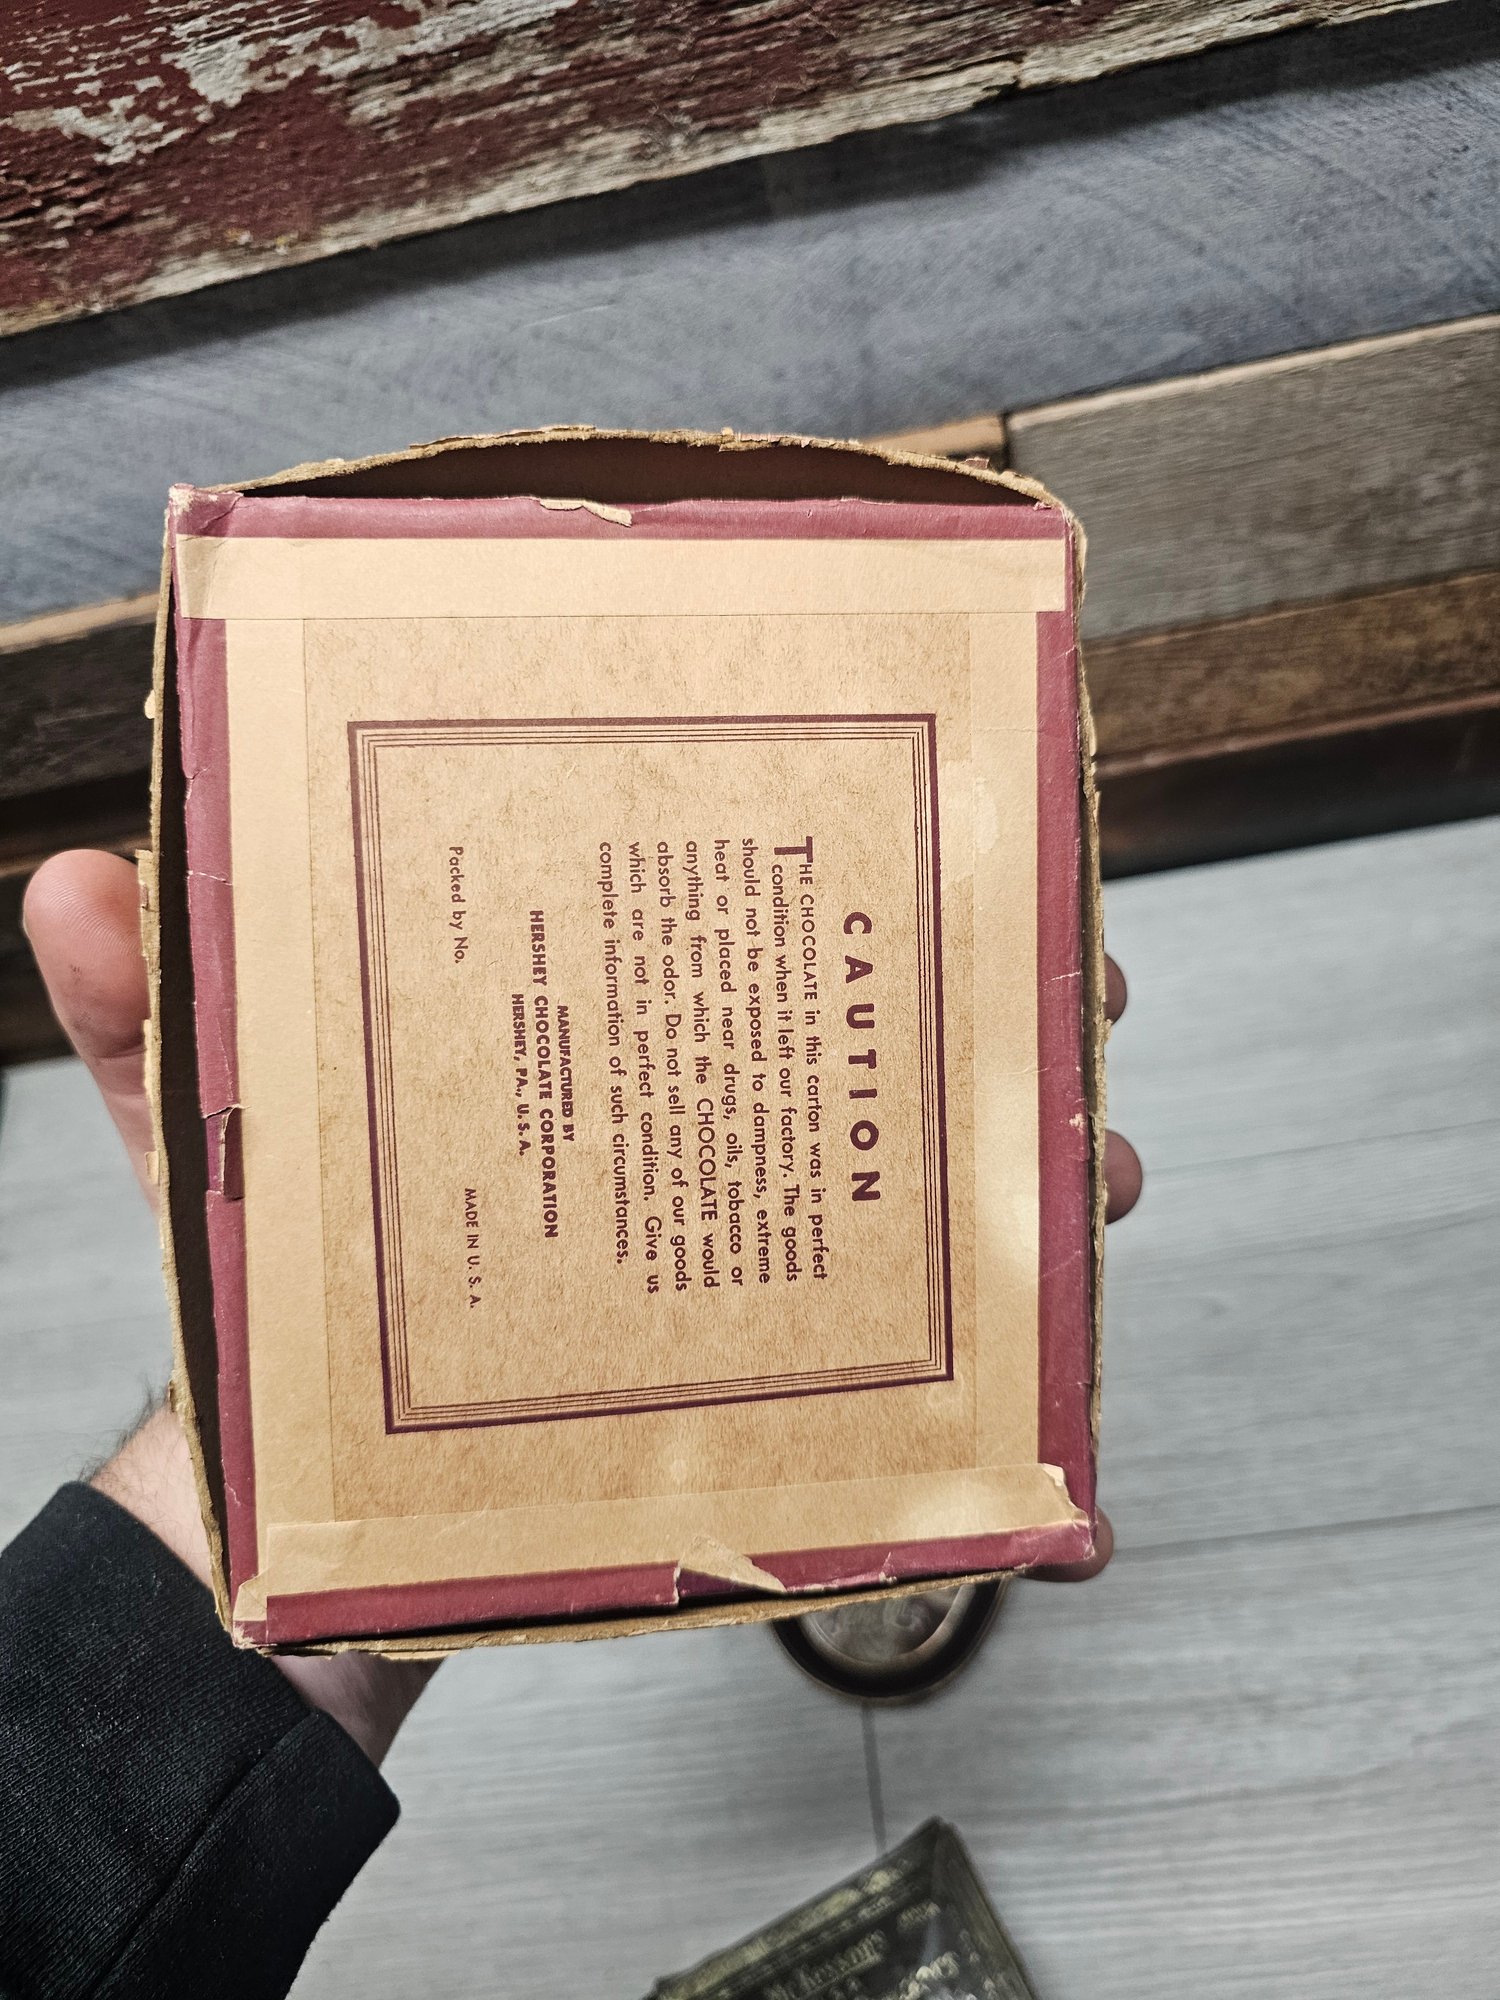 CAUTION
THE CHOCOLATE in this carton was in perfect
condition when it left our factory. The goods
should not be exposed to dampness, extreme
heat or placed near drugs, oils, tobacco or
anything from which the CHOCOLATE would
absorb the odor. Do not sell any of our goods
which are not in perfect condition. Give us
complete information of such circumstances.
MANUFACTURED BY
HERSHEY CHOCOLATE CORPORATION
HERSHEY, PA., U. S. A.
Packed by No. MADE IN U. S. A.